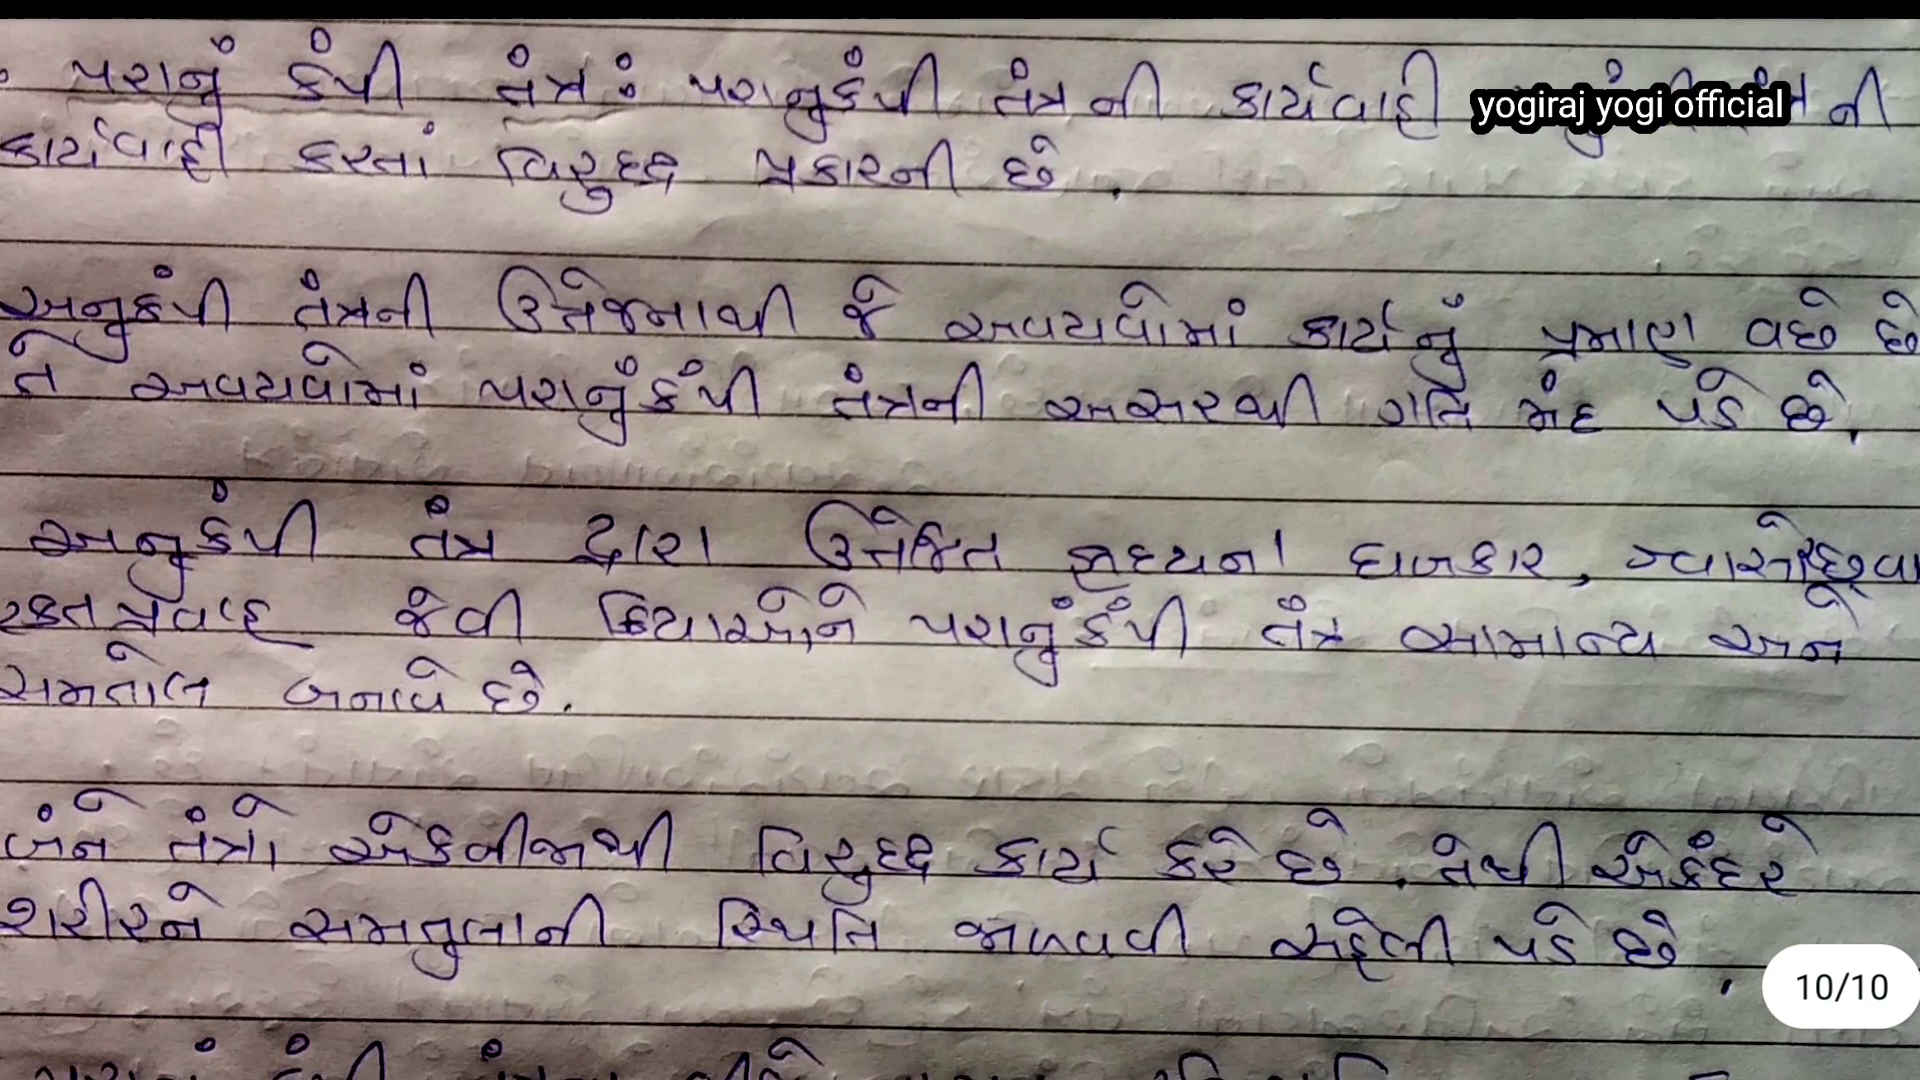 પરાનું કંપી તંત્ર : પરાનુકંપી તંત્ર ની કાર્યવાહી ની
yogiraj yogi official
કાર્યવાહી કરતાં વિરુદ્ધ પ્રકારની છે .
અનુકંપી તંત્રની ઉત્તેજનાથી જે અવયવોમાં કાર્યનું પ્રમાણ વધે છે
તે અવયવોમાં પરાનુંકંપી તંત્રની અસરથી ગતિ મંદ પડે છે.
અનુકંપી તંત્ર દ્વારા ઉત્તેજિત હૃદયના ધબકાર,
રક્તપ્રવાહ જેવી ક્રિયાઓને પરાનુંકંપી તંત્ર સામાન્ય અને
સમતોલ બનાવે છે.
બંને તંત્રો એકબીજાથી વિરુદ્ધ કાર્ય કરે છે . તેથી એકંદરે
શરીરને સમતુલાની સ્થિતિ જાળવવી સહેલી પડે છે .
10/10